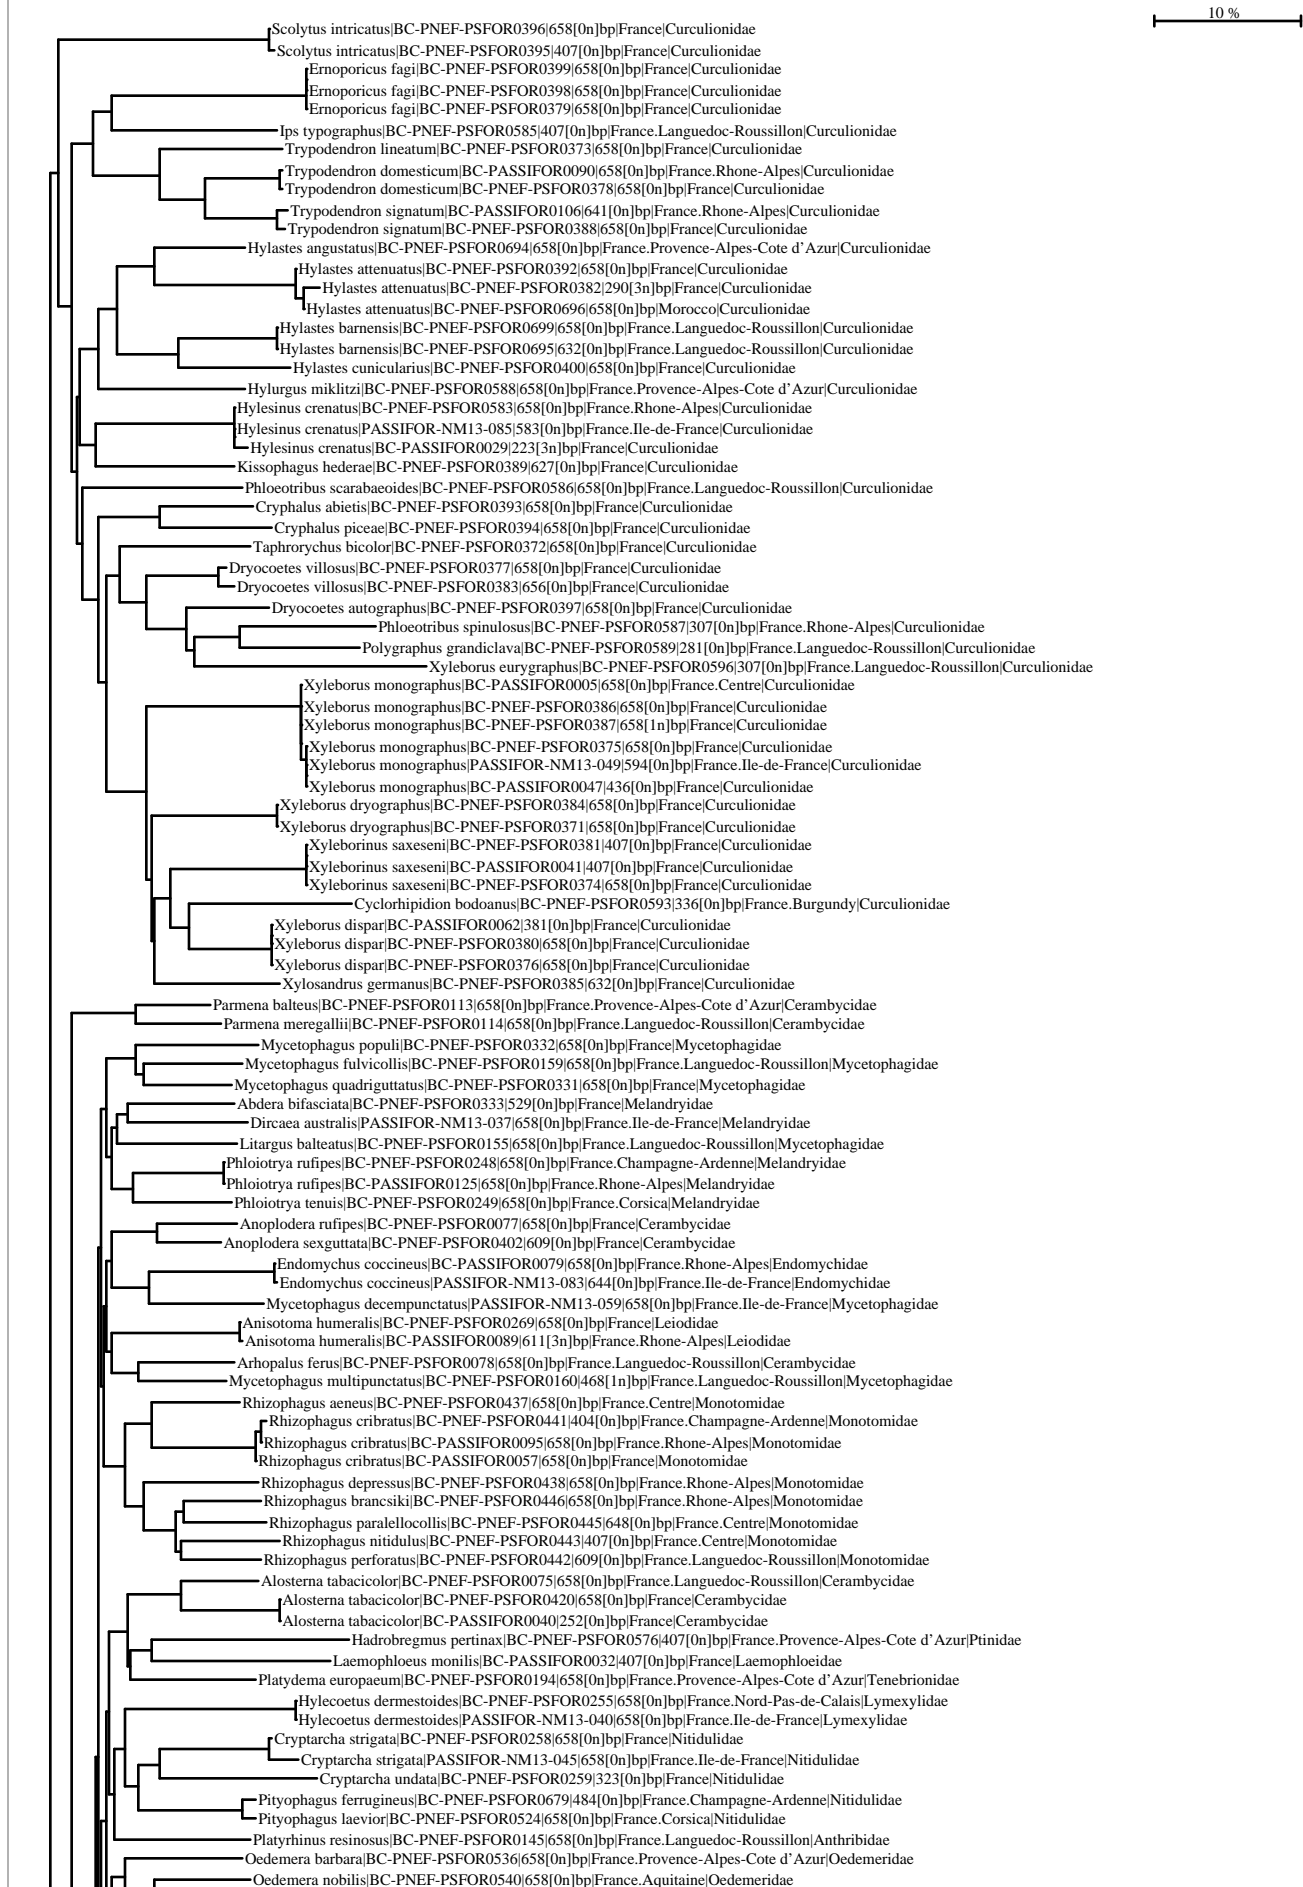 10 %
Scolytus intricatus|BC-PNEF-PSFOR0396|658[0n]bp|France|Curculionidae
Scolytus intricatus|BC-PNEF-PSFOR0395|407[0n]bp|France|Curculionidae
Ernoporicus fagi|BC-PNEF-PSFOR0399|658[0n]bp|France|Curculionidae
Ernoporicus fagi|BC-PNEF-PSFOR0398|658[0n]bp|France|Curculionidae
Ernoporicus fagi|BC-PNEF-PSFOR0379|658[0n]bp|France|Curculionidae
Ips typographus|BC-PNEF-PSFOR0585|407[0n]bp|France.Languedoc-Roussillon|Curculionidae
Trypodendron lineatum|BC-PNEF-PSFOR0373|658[0n]bp|France|Curculionidae
Trypodendron domesticum|BC-PASSIFOR0090|658[0n]bp|France.Rhone-Alpes|Curculionidae
Trypodendron domesticum|BC-PNEF-PSFOR0378|658[0n]bp|France|Curculionidae
Trypodendron signatum|BC-PASSIFOR0106|641[0n]bp|France.Rhone-Alpes|Curculionidae
Trypodendron signatum|BC-PNEF-PSFOR0388|658[0n]bp|France|Curculionidae
Hylastes angustatus|BC-PNEF-PSFOR0694|658[0n]bp|France.Provence-Alpes-Cote d'Azur|Curculionidae
Hylastes attenuatus|BC-PNEF-PSFOR0392|658[0n]bp|France|Curculionidae
Hylastes attenuatus|BC-PNEF-PSFOR0382|290[3n]bp|France|Curculionidae
Hylastes attenuatus|BC-PNEF-PSFOR0696|658[0n]bp|Morocco|Curculionidae
Hylastes barnensis|BC-PNEF-PSFOR0699|658[0n]bp|France.Languedoc-Roussillon|Curculionidae
Hylastes barnensis|BC-PNEF-PSFOR0695|632[0n]bp|France.Languedoc-Roussillon|Curculionidae
Hylastes cunicularius|BC-PNEF-PSFOR0400|658[0n]bp|France|Curculionidae
Hylurgus miklitzi|BC-PNEF-PSFOR0588|658[0n]bp|France.Provence-Alpes-Cote d'Azur|Curculionidae
Hylesinus crenatus|BC-PNEF-PSFOR0583|658[0n]bp|France.Rhone-Alpes|Curculionidae
Hylesinus crenatus|PASSIFOR-NM13-085|583[0n]bp|France.Ile-de-France|Curculionidae
Hylesinus crenatus|BC-PASSIFOR0029|223[3n]bp|France|Curculionidae
Kissophagus hederae|BC-PNEF-PSFOR0389|627[0n]bp|France|Curculionidae
Phloeotribus scarabaeoides|BC-PNEF-PSFOR0586|658[0n]bp|France.Languedoc-Roussillon|Curculionidae
Cryphalus abietis|BC-PNEF-PSFOR0393|658[0n]bp|France|Curculionidae
Cryphalus piceae|BC-PNEF-PSFOR0394|658[0n]bp|France|Curculionidae
Taphrorychus bicolor|BC-PNEF-PSFOR0372|658[0n]bp|France|Curculionidae
Dryocoetes villosus|BC-PNEF-PSFOR0377|658[0n]bp|France|Curculionidae
Dryocoetes villosus|BC-PNEF-PSFOR0383|656[0n]bp|France|Curculionidae
Dryocoetes autographus|BC-PNEF-PSFOR0397|658[0n]bp|France|Curculionidae
Phloeotribus spinulosus|BC-PNEF-PSFOR0587|307[0n]bp|France.Rhone-Alpes|Curculionidae
Polygraphus grandiclava|BC-PNEF-PSFOR0589|281[0n]bp|France.Languedoc-Roussillon|Curculionidae
Xyleborus eurygraphus|BC-PNEF-PSFOR0596|307[0n]bp|France.Languedoc-Roussillon|Curculionidae
Xyleborus monographus|BC-PASSIFOR0005|658[0n]bp|France.Centre|Curculionidae
Xyleborus monographus|BC-PNEF-PSFOR0386|658[0n]bp|France|Curculionidae
Xyleborus monographus|BC-PNEF-PSFOR0387|658[1n]bp|France|Curculionidae
Xyleborus monographus|BC-PNEF-PSFOR0375|658[0n]bp|France|Curculionidae
Xyleborus monographus|PASSIFOR-NM13-049|594[0n]bp|France.Ile-de-France|Curculionidae
Xyleborus monographus|BC-PASSIFOR0047|436[0n]bp|France|Curculionidae
Xyleborus dryographus|BC-PNEF-PSFOR0384|658[0n]bp|France|Curculionidae
Xyleborus dryographus|BC-PNEF-PSFOR0371|658[0n]bp|France|Curculionidae
Xyleborinus saxeseni|BC-PNEF-PSFOR0381|407[0n]bp|France|Curculionidae
Xyleborinus saxeseni|BC-PASSIFOR0041|407[0n]bp|France|Curculionidae
Xyleborinus saxeseni|BC-PNEF-PSFOR0374|658[0n]bp|France|Curculionidae
Cyclorhipidion bodoanus|BC-PNEF-PSFOR0593|336[0n]bp|France.Burgundy|Curculionidae
Xyleborus dispar|BC-PASSIFOR0062|381[0n]bp|France|Curculionidae
Xyleborus dispar|BC-PNEF-PSFOR0380|658[0n]bp|France|Curculionidae
Xyleborus dispar|BC-PNEF-PSFOR0376|658[0n]bp|France|Curculionidae
Xylosandrus germanus|BC-PNEF-PSFOR0385|632[0n]bp|France|Curculionidae
Parmena balteus|BC-PNEF-PSFOR0113|658[0n]bp|France.Provence-Alpes-Cote d'Azur|Cerambycidae
Parmena meregallii|BC-PNEF-PSFOR0114|658[0n]bp|France.Languedoc-Roussillon|Cerambycidae
Mycetophagus populi|BC-PNEF-PSFOR0332|658[0n]bp|France|Mycetophagidae
Mycetophagus fulvicollis|BC-PNEF-PSFOR0159|658[0n]bp|France.Languedoc-Roussillon|Mycetophagidae
Mycetophagus quadriguttatus|BC-PNEF-PSFOR0331|658[0n]bp|France|Mycetophagidae
Abdera bifasciata|BC-PNEF-PSFOR0333|529[0n]bp|France|Melandryidae
Dircaea australis|PASSIFOR-NM13-037|658[0n]bp|France.Ile-de-France|Melandryidae
Litargus balteatus|BC-PNEF-PSFOR0155|658[0n]bp|France.Languedoc-Roussillon|Mycetophagidae
Phloiotrya rufipes|BC-PNEF-PSFOR0248|658[0n]bp|France.Champagne-Ardenne|Melandryidae
Phloiotrya rufipes|BC-PASSIFOR0125|658[0n]bp|France.Rhone-Alpes|Melandryidae
Phloiotrya tenuis|BC-PNEF-PSFOR0249|658[0n]bp|France.Corsica|Melandryidae
Anoplodera rufipes|BC-PNEF-PSFOR0077|658[0n]bp|France|Cerambycidae
Anoplodera sexguttata|BC-PNEF-PSFOR0402|609[0n]bp|France|Cerambycidae
Endomychus coccineus|BC-PASSIFOR0079|658[0n]bp|France.Rhone-Alpes|Endomychidae
Endomychus coccineus|PASSIFOR-NM13-083|644[0n]bp|France.Ile-de-France|Endomychidae
Mycetophagus decempunctatus|PASSIFOR-NM13-059|658[0n]bp|France.Ile-de-France|Mycetophagidae
Anisotoma humeralis|BC-PNEF-PSFOR0269|658[0n]bp|France|Leiodidae
Anisotoma humeralis|BC-PASSIFOR0089|611[3n]bp|France.Rhone-Alpes|Leiodidae
Arhopalus ferus|BC-PNEF-PSFOR0078|658[0n]bp|France.Languedoc-Roussillon|Cerambycidae
Mycetophagus multipunctatus|BC-PNEF-PSFOR0160|468[1n]bp|France.Languedoc-Roussillon|Mycetophagidae
Rhizophagus aeneus|BC-PNEF-PSFOR0437|658[0n]bp|France.Centre|Monotomidae
Rhizophagus cribratus|BC-PNEF-PSFOR0441|404[0n]bp|France.Champagne-Ardenne|Monotomidae
Rhizophagus cribratus|BC-PASSIFOR0095|658[0n]bp|France.Rhone-Alpes|Monotomidae
Rhizophagus cribratus|BC-PASSIFOR0057|658[0n]bp|France|Monotomidae
Rhizophagus depressus|BC-PNEF-PSFOR0438|658[0n]bp|France.Rhone-Alpes|Monotomidae
Rhizophagus brancsiki|BC-PNEF-PSFOR0446|658[0n]bp|France.Rhone-Alpes|Monotomidae
Rhizophagus paralellocollis|BC-PNEF-PSFOR0445|648[0n]bp|France.Centre|Monotomidae
Rhizophagus nitidulus|BC-PNEF-PSFOR0443|407[0n]bp|France.Centre|Monotomidae
Rhizophagus perforatus|BC-PNEF-PSFOR0442|609[0n]bp|France.Languedoc-Roussillon|Monotomidae
Alosterna tabacicolor|BC-PNEF-PSFOR0075|658[0n]bp|France.Languedoc-Roussillon|Cerambycidae
Alosterna tabacicolor|BC-PNEF-PSFOR0420|658[0n]bp|France|Cerambycidae
Alosterna tabacicolor|BC-PASSIFOR0040|252[0n]bp|France|Cerambycidae
Hadrobregmus pertinax|BC-PNEF-PSFOR0576|407[0n]bp|France.Provence-Alpes-Cote d'Azur|Ptinidae
Laemophloeus monilis|BC-PASSIFOR0032|407[0n]bp|France|Laemophloeidae
Platydema europaeum|BC-PNEF-PSFOR0194|658[0n]bp|France.Provence-Alpes-Cote d'Azur|Tenebrionidae
Hylecoetus dermestoides|BC-PNEF-PSFOR0255|658[0n]bp|France.Nord-Pas-de-Calais|Lymexylidae
Hylecoetus dermestoides|PASSIFOR-NM13-040|658[0n]bp|France.Ile-de-France|Lymexylidae
Cryptarcha strigata|BC-PNEF-PSFOR0258|658[0n]bp|France|Nitidulidae
Cryptarcha strigata|PASSIFOR-NM13-045|658[0n]bp|France.Ile-de-France|Nitidulidae
Cryptarcha undata|BC-PNEF-PSFOR0259|323[0n]bp|France|Nitidulidae
Pityophagus ferrugineus|BC-PNEF-PSFOR0679|484[0n]bp|France.Champagne-Ardenne|Nitidulidae
Pityophagus laevior|BC-PNEF-PSFOR0524|658[0n]bp|France.Corsica|Nitidulidae
Platyrhinus resinosus|BC-PNEF-PSFOR0145|658[0n]bp|France.Languedoc-Roussillon|Anthribidae
Oedemera barbara|BC-PNEF-PSFOR0536|658[0n]bp|France.Provence-Alpes-Cote d'Azur|Oedemeridae
Oedemera nobilis|BC-PNEF-PSFOR0540|658[0n]bp|France.Aquitaine|Oedemeridae